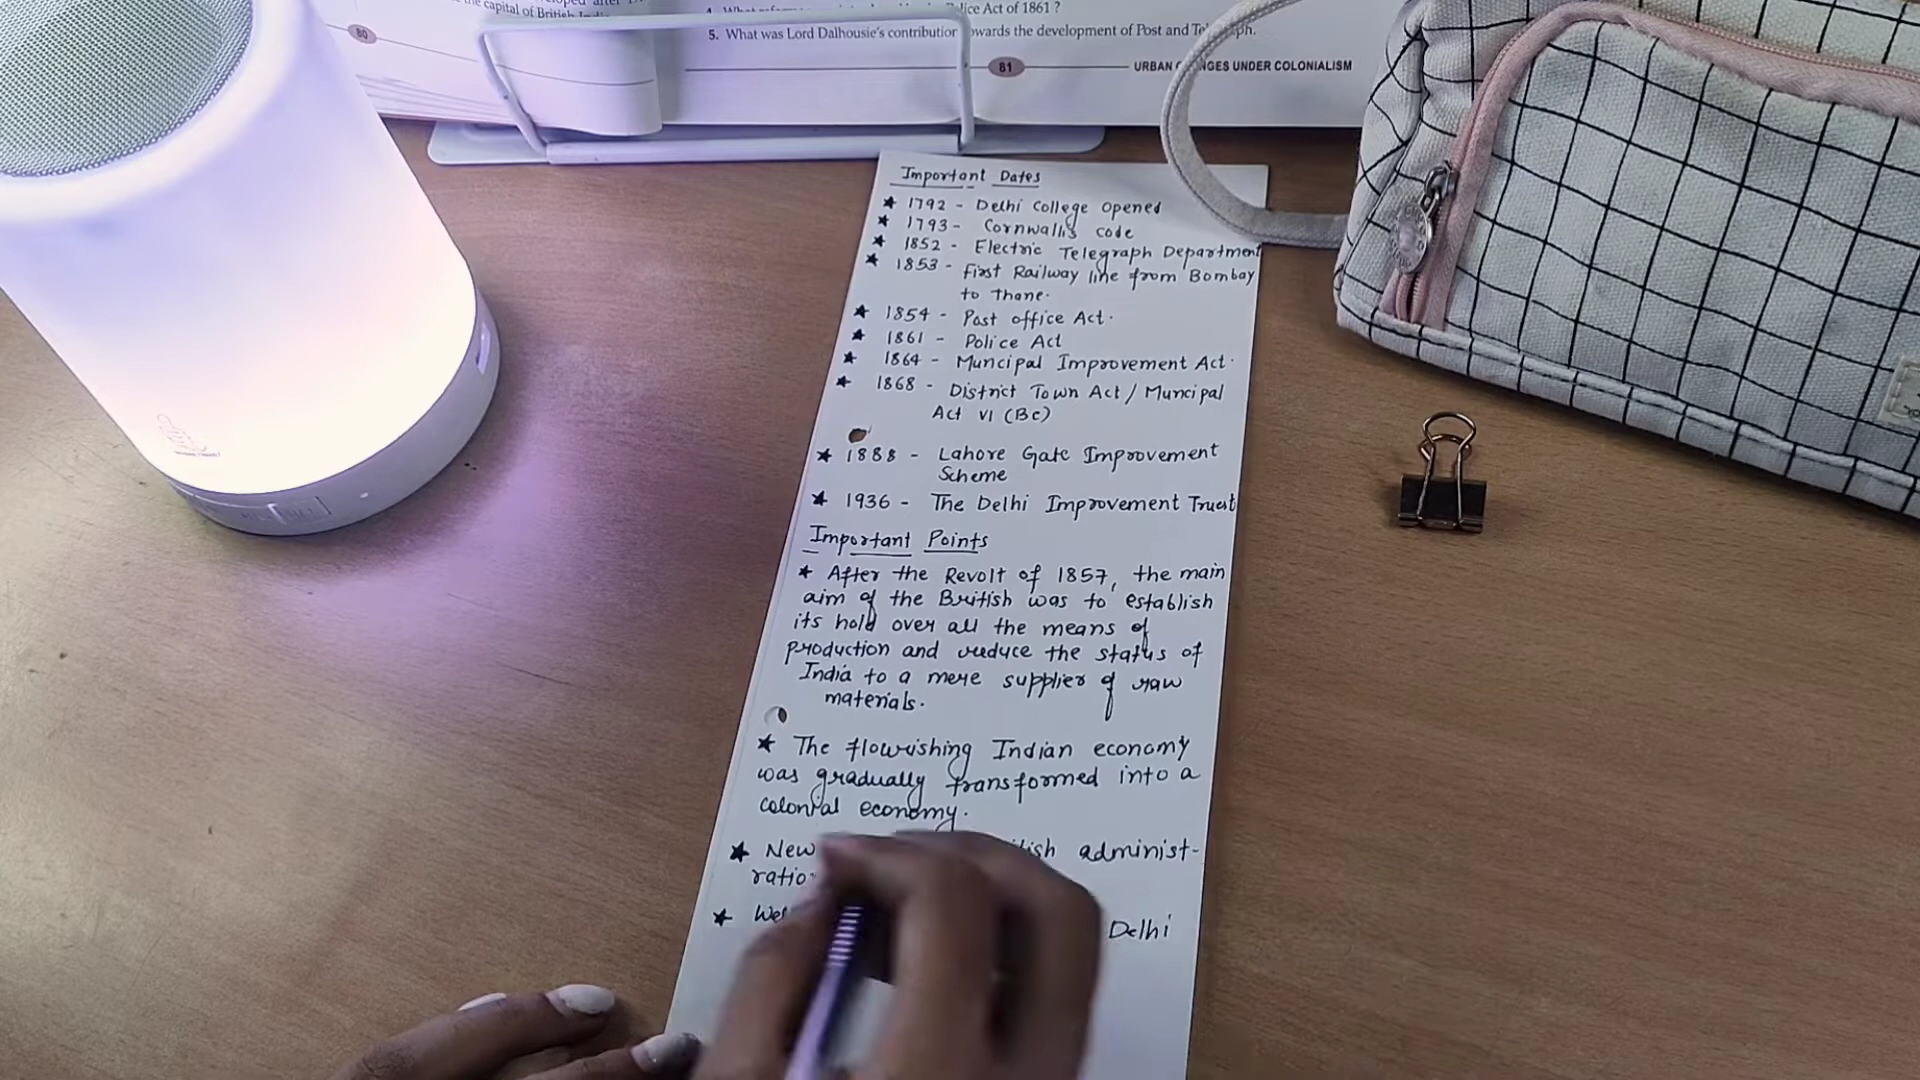 the capital of British
80
Police Act of 1861 ?
5. What was Lord Dalhousie's contribution towards the development of Post and
81
URBAN CHANGES UNDER COLONIALISM
Important Dates
★ 1792 - Delhi College Opened
★ 1793 - Cornwallis code
★ 1852 - Electric Telegraph Department
★ 1853 - First Railway line from Bombay
to Thane.
★ 1854 - Post office Act.
★ 1861 - Police Act
★ 1864 - Muncipal Improvement Act.
★ 1868 - District Town Act / Muncipal
Act VI (BC)
★ 1888 - Lahore Gate Improvement
Scheme
★ 1936 - The Delhi Improvement Trust
Important Points
★ After the Revolt of 1857, the main
aim of the British was to establish
its hold over all the means of
production and reduce the status of
India to a mere supplier of raw
materials.
★ The flourishing Indian economy
was gradually transformed into a
colonial economy.
★ New administ-
ration
★ Delhi